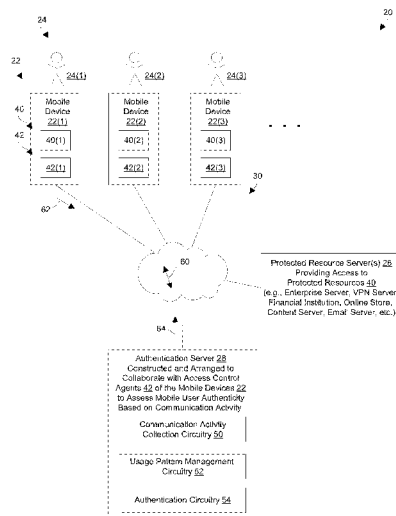 20
24
22
24(1)
24(2)
24(3)
Mobile
Device
22(1)
Mobile
Device
22(2)
Mobile
Device
22(3)
40
40(1)
40(2)
40(3)
42
42(1)
42(2)
42(3)
. . .
30
62
60
64
Protected Resource Server(s) 26
Providing Access to
Protected Resources 40
(e.g., Enterprise Server, VPN Server
Financial Institution, Online Store,
Content Server, Email Server, etc.)
Authentication Server 28
Constructed and Arranged to
Collaborate with Access Control
Agents 42 of the Mobile Devices 22
to Assess Mobile User Authenticity
Based on Communication Activity
Communication Activity
Collection Circuitry 50
Usage Pattern Management
Circuitry 52
Authentication Circuitry 54